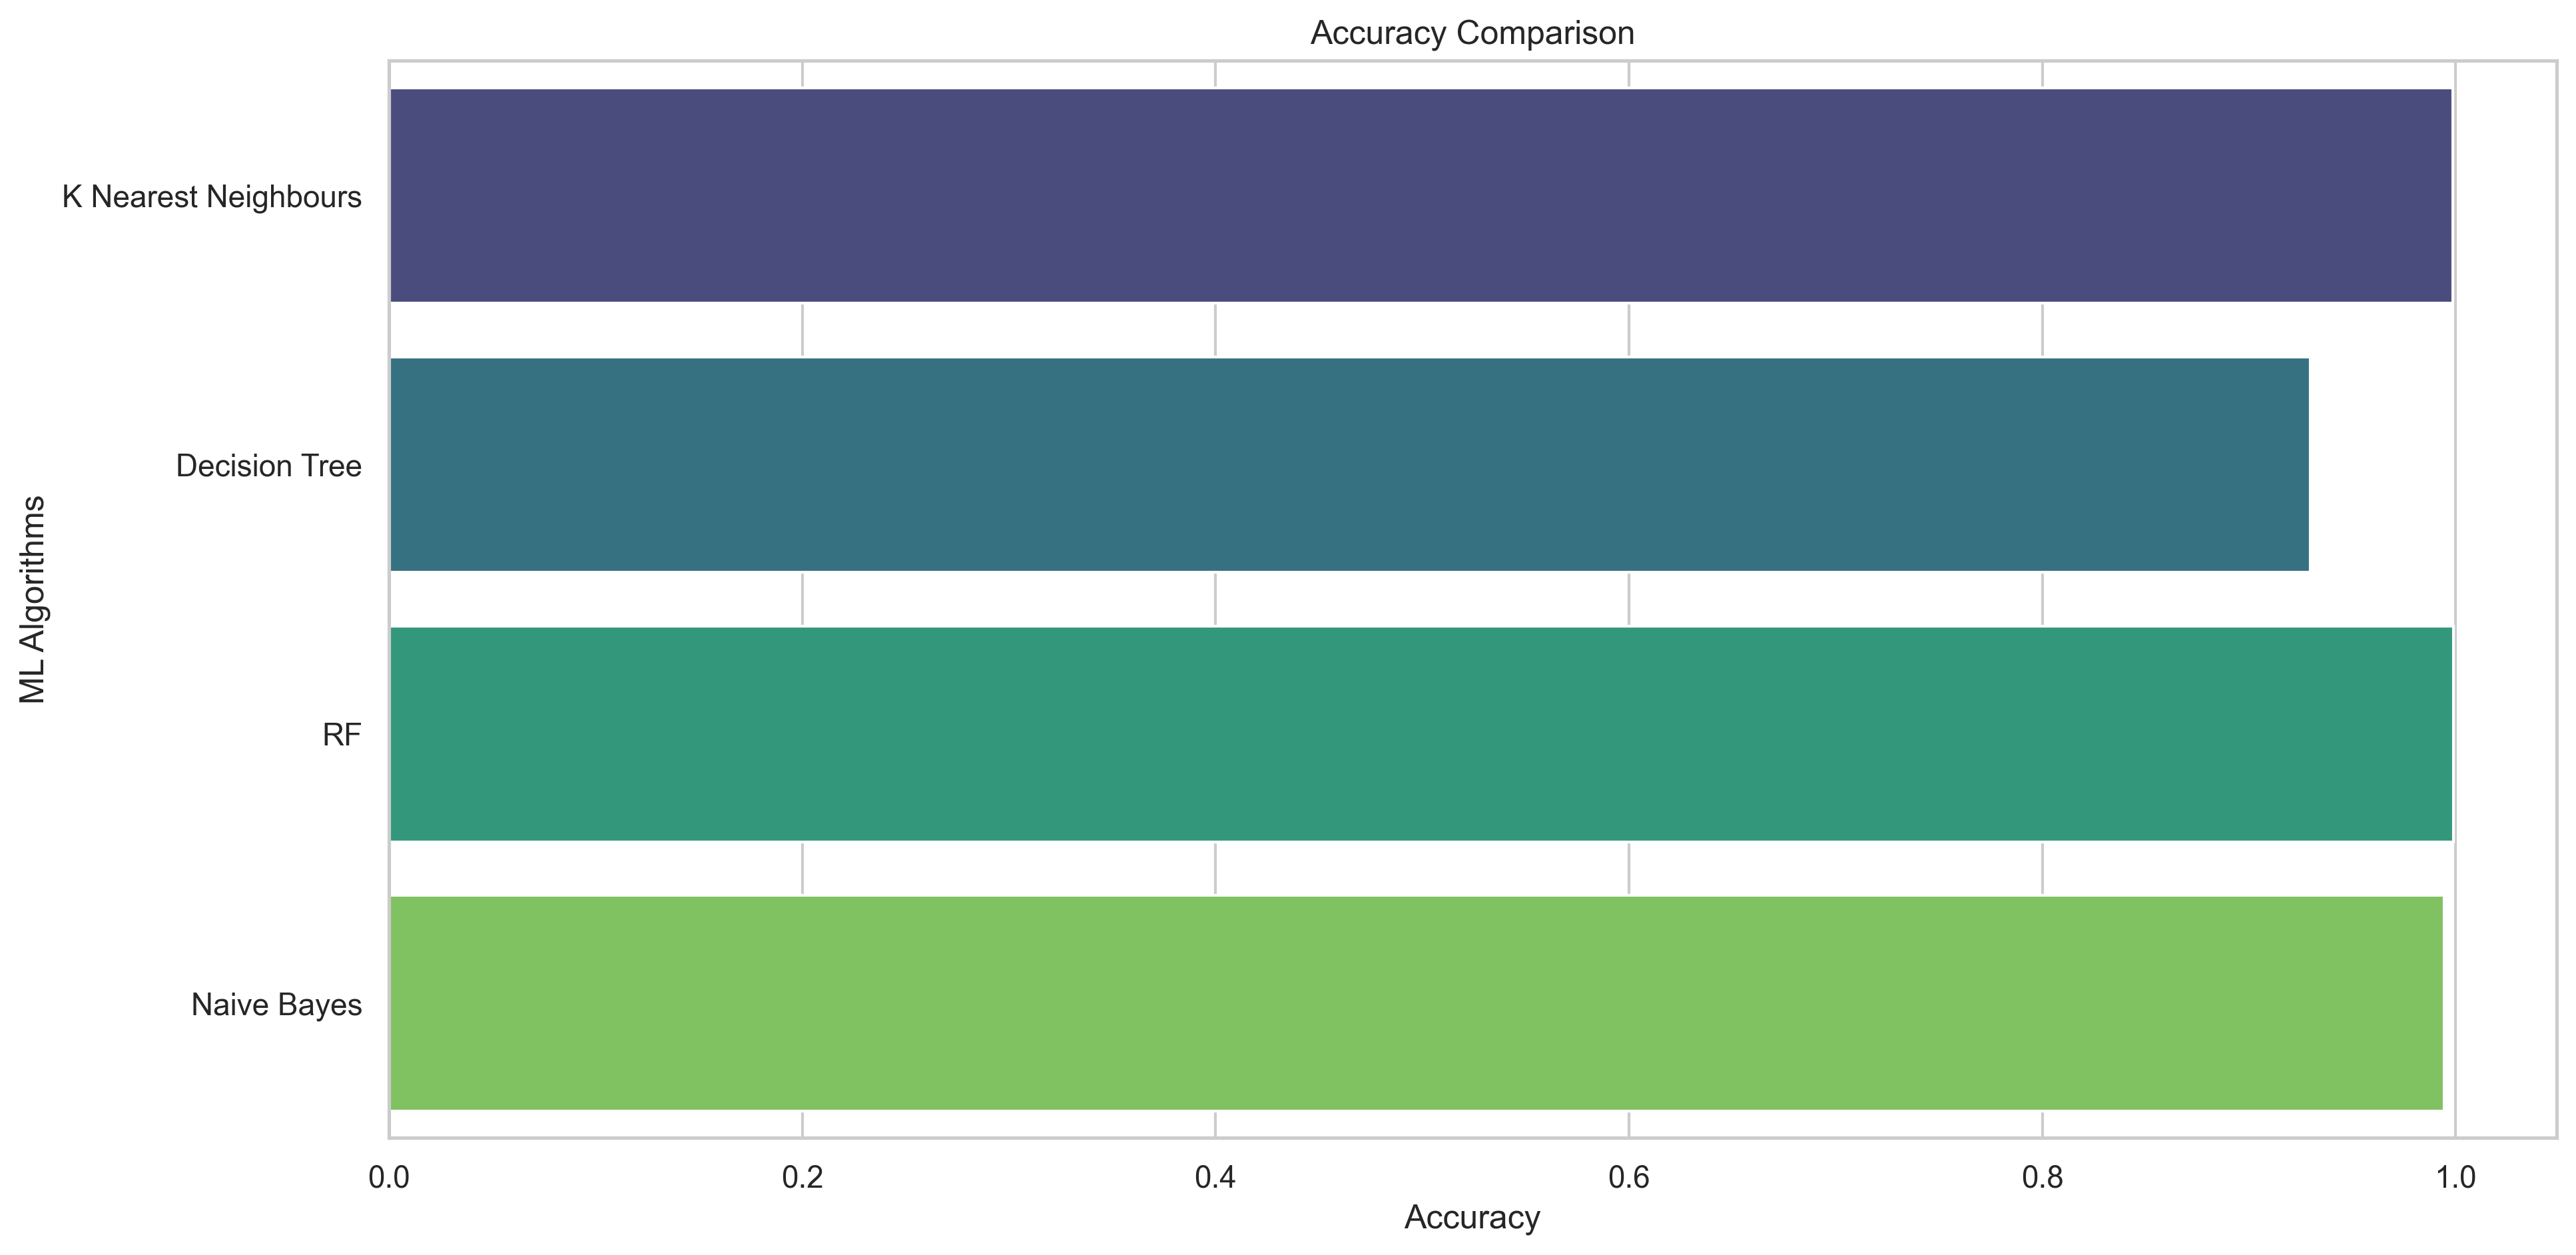 Accuracy Comparison
K Nearest Neighbours
Decision Tree
RF
Naive Bayes
ML Algorithms
0.0 0.2 0.4 0.6 0.8 1.0
Accuracy